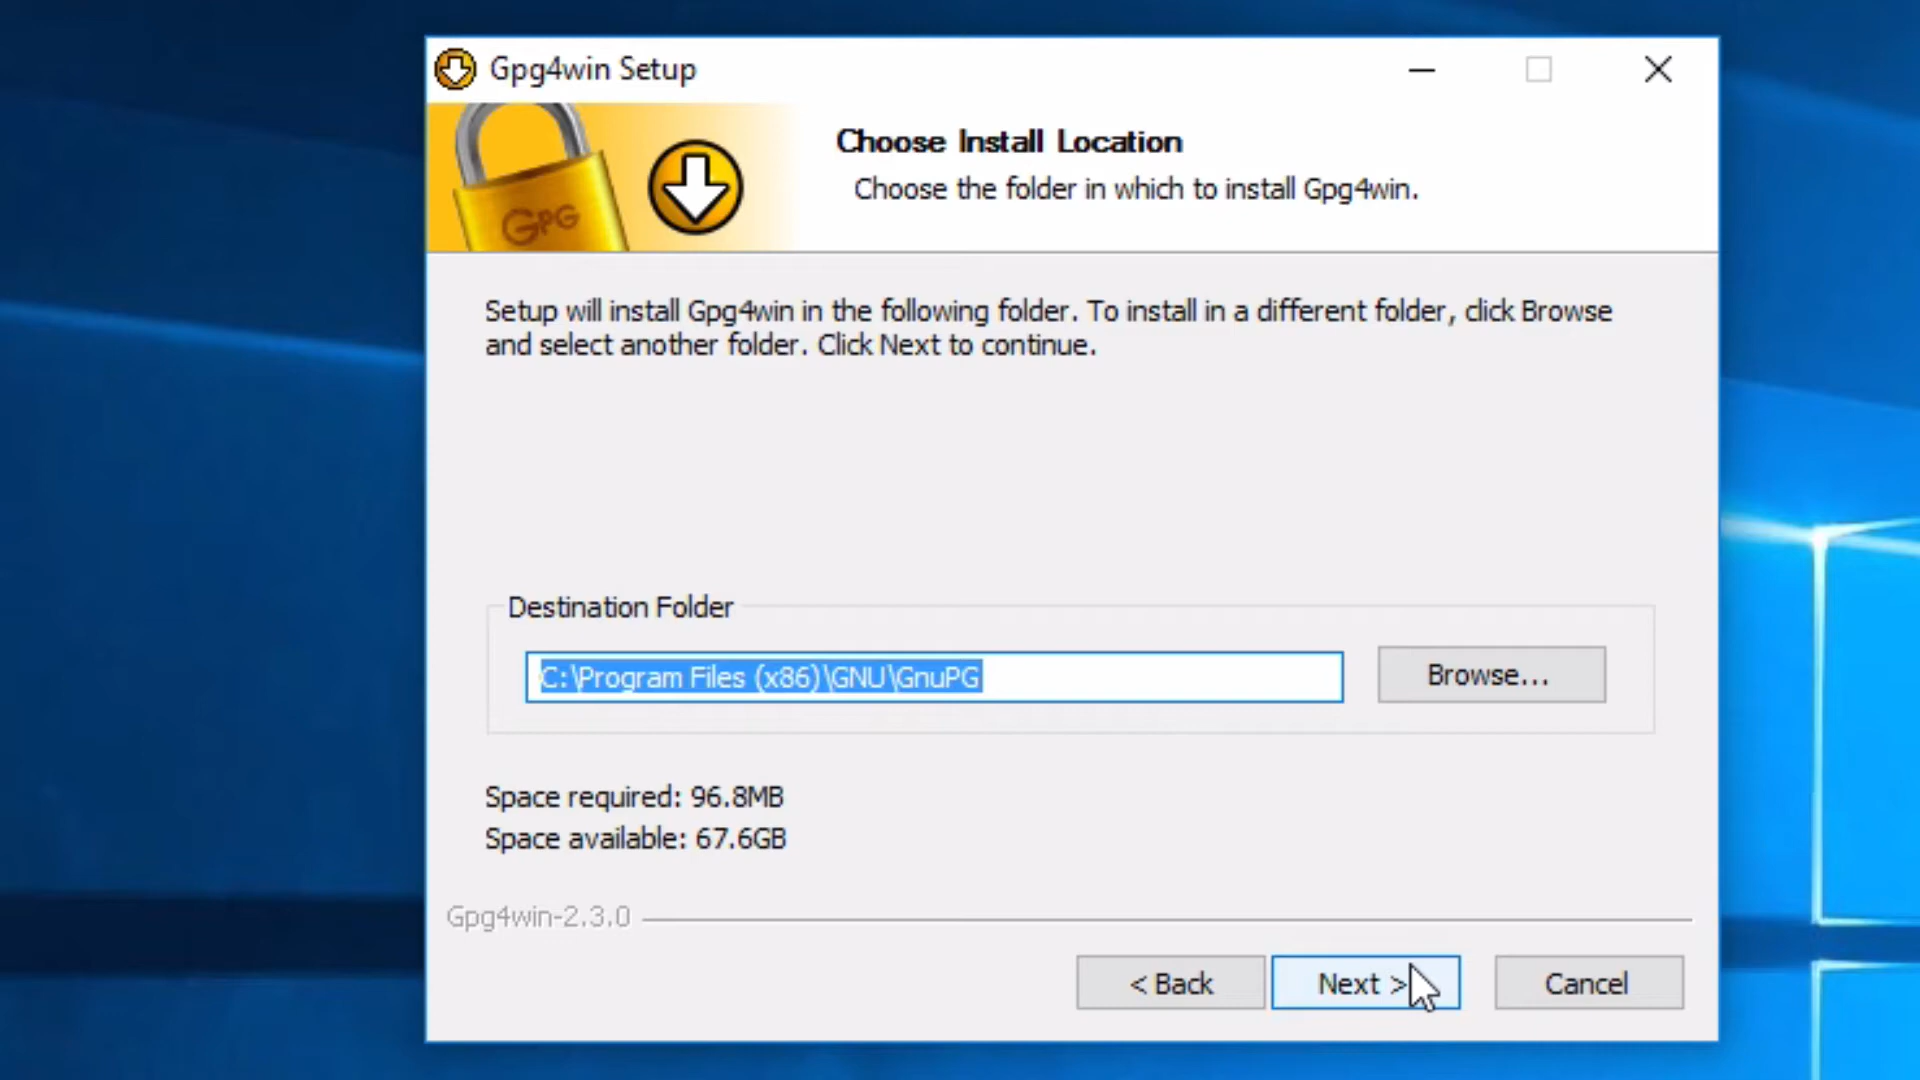 Gpg4win Setup
GPG
Choose Install Location
Choose the folder in which to install Gpg4win.
Setup will install Gpg4win in the following folder. To install in a different folder, click Browse
and select another folder. Click Next to continue.
Destination Folder
C:\Program Files (x86)\GNU\GnuPG
Browse...
Space required: 96.8MB
Space available: 67.6GB
Gpg4win-2.3.0
< Back
Next >
Cancel